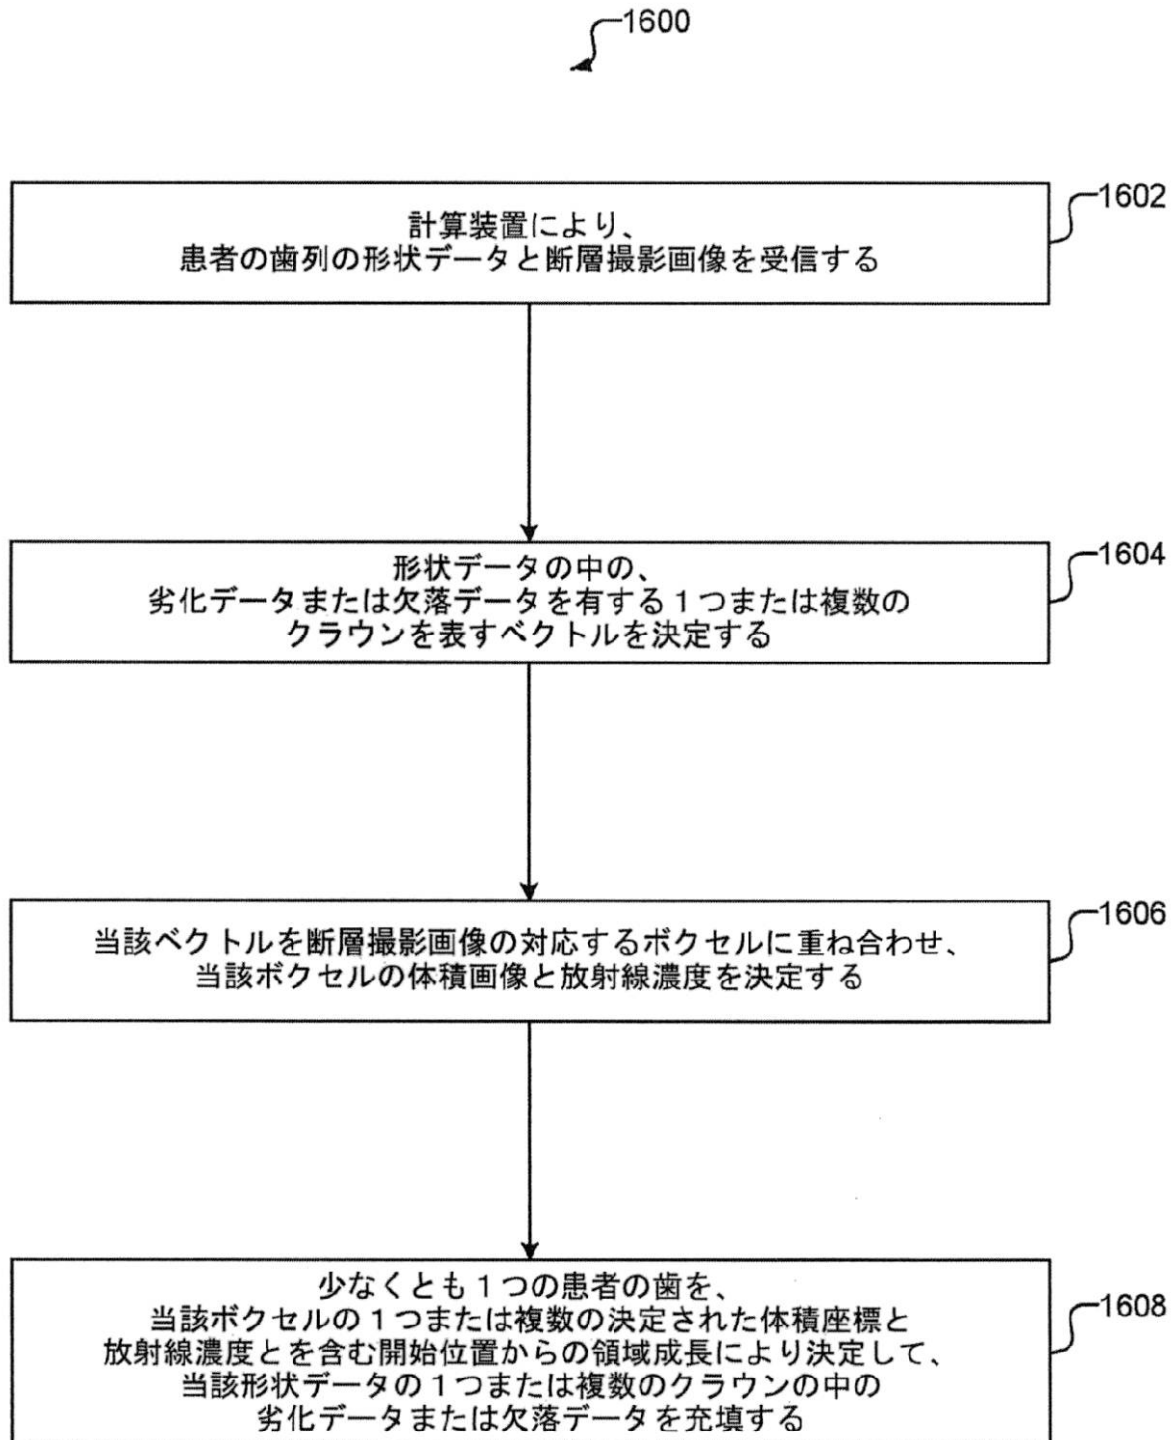 1600
計算装置により、
患者の歯列の形状データと断層撮影画像を受信する
1602
形状データの中の、
劣化データまたは欠落データを有する１つまたは複数の
クラウンを表すベクトルを決定する
1604
当該ベクトルを断層撮影画像の対応するボクセルに重ね合わせ、
当該ボクセルの体積画像と放射線濃度を決定する
1606
少なくとも１つの患者の歯を、
当該ボクセルの１つまたは複数の決定された体積座標と
放射線濃度とを含む開始位置からの領域成長により決定して、
当該形状データの１つまたは複数のクラウンの中の
劣化データまたは欠落データを充填する
1608